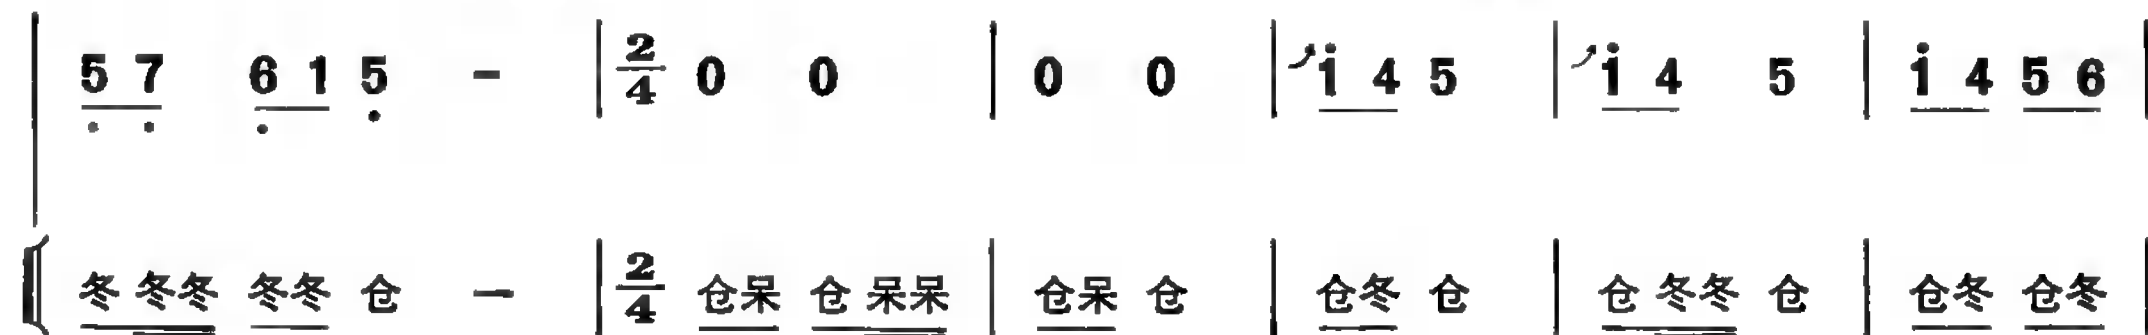 5 7 6 1 5 - 2/4 0 0 0 0 i 4 5 i 4 5 i 4 5 6
冬 冬冬 冬冬 仓 - 2/4 仓呆 仓 呆呆 仓呆 仓 仓冬 仓 仓 冬冬 仓 仓冬 仓冬